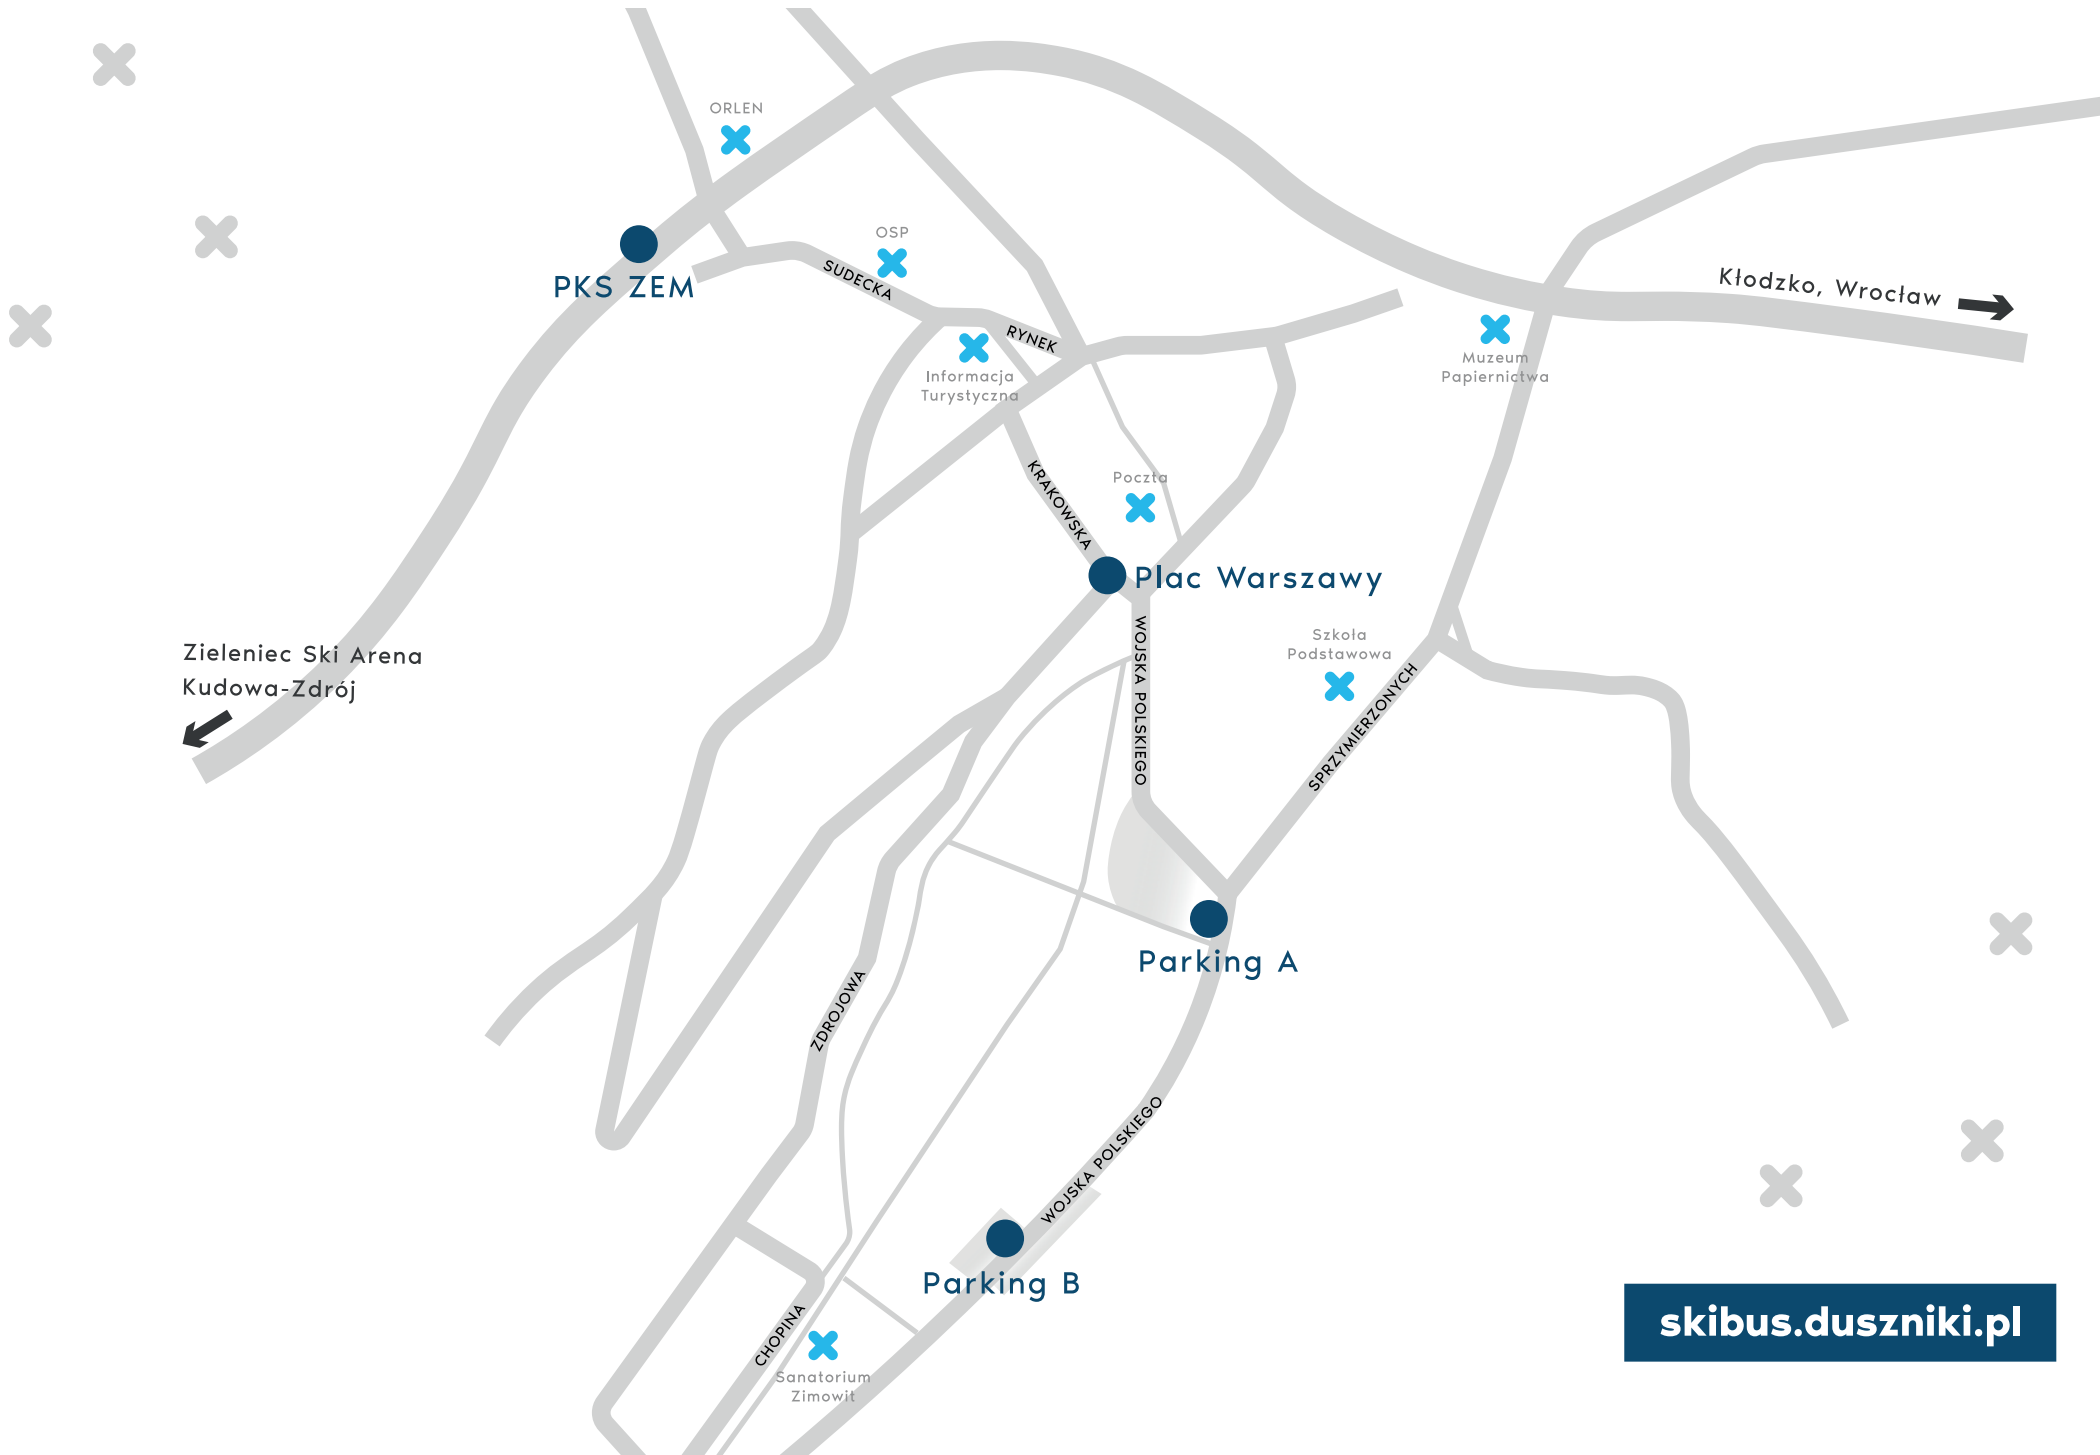 ORLEN
OSP
SUDECKA
PKS ZEM
Kłodzko, Wrocław
RYNEK
Informacja
Turystyczna
Muzeum
Papiernictwa
KRAKOWSKA
Poczta
Plac Warszawy
WOJSKA POLSKIEGO
Szkoła
Podstawowa
Zieleniec Ski Arena
Kudowa-Zdrój
SPRZYMIERZONYCH
Parking A
ZDROJOWA
WOJSKA POLSKIEGO
Parking B
CHOPINA
Sanatorium
Zimowit
skibus.duszniki.pl